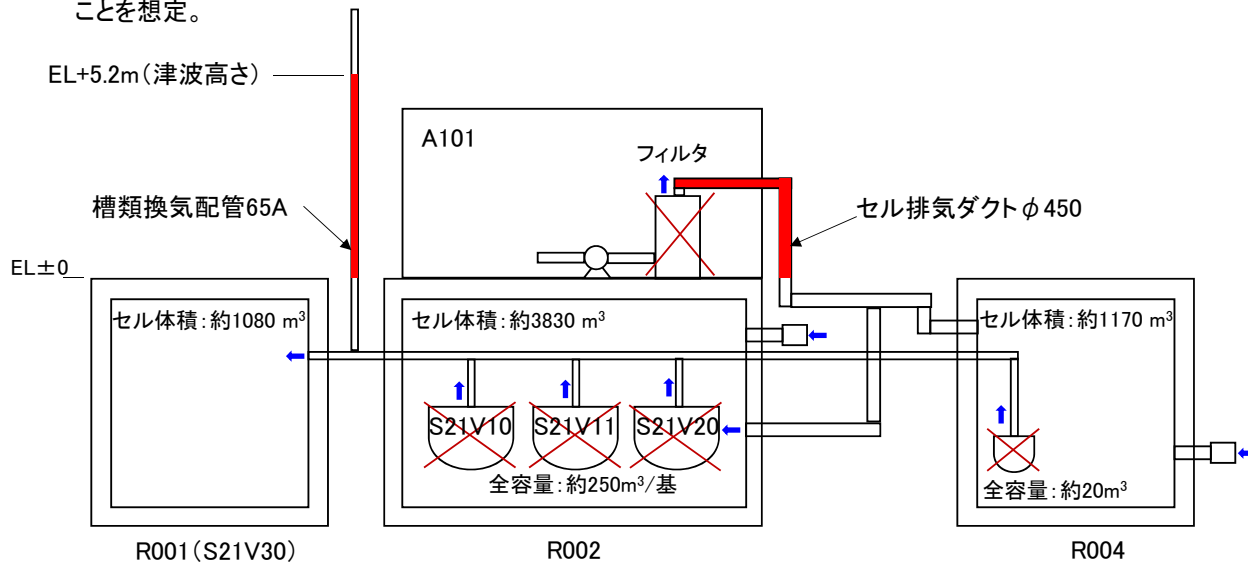 ことを想定。
EL+5.2m(津波高さ)
A101
フィルタ
槽類換気配管65A
セル排気ダクトφ450
EL±0
セル体積:約1080 m³
セル体積:約3830 m³
セル体積:約1170 m³
S21V10
S21V11
S21V20
全容量:約250m³/基
全容量:約20m³
R001(S21V30)
R002
R004